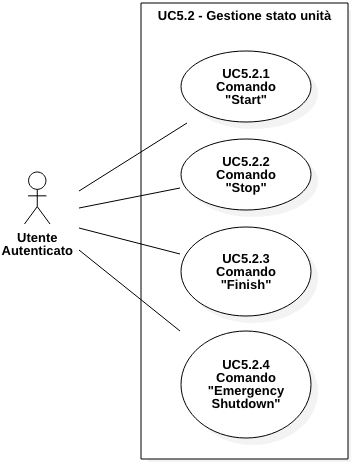 UC5.2 - Gestione stato unità
UC5.2.1
Comando
"Start"
UC5.2.2
Comando
"Stop"
Utente
Autenticato
UC5.2.3
Comando
"Finish"
UC5.2.4
Comando
"Emergency
Shutdown"